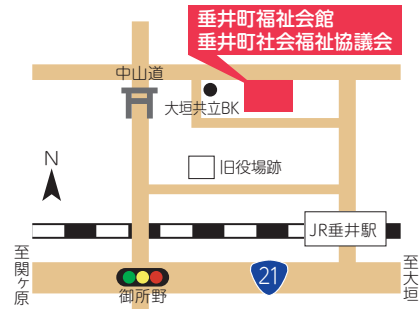 垂井町福祉会館
垂井町社会福祉協議会
中山道
大垣共立BK
N
旧役場跡
JR垂井駅
至関ヶ原
21
至大垣
御所野